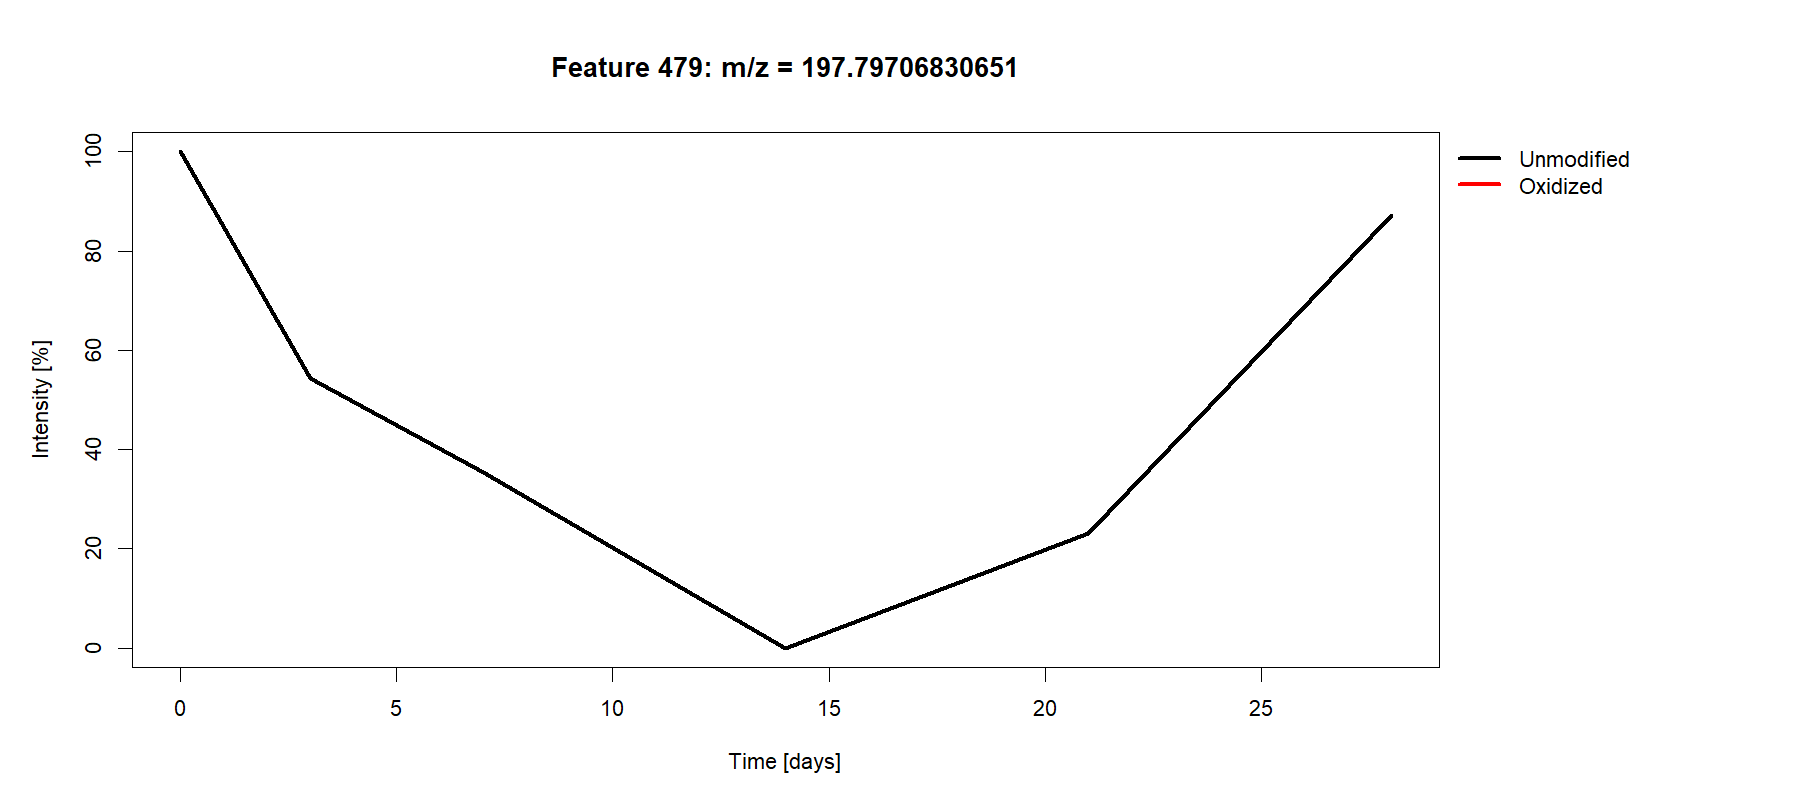 Feature 479: m/z = 197.79706830651
Unmodified
Oxidized
Intensity [%]
100
80
60
40
20
0
0 5 10 15 20 25
Time [days]